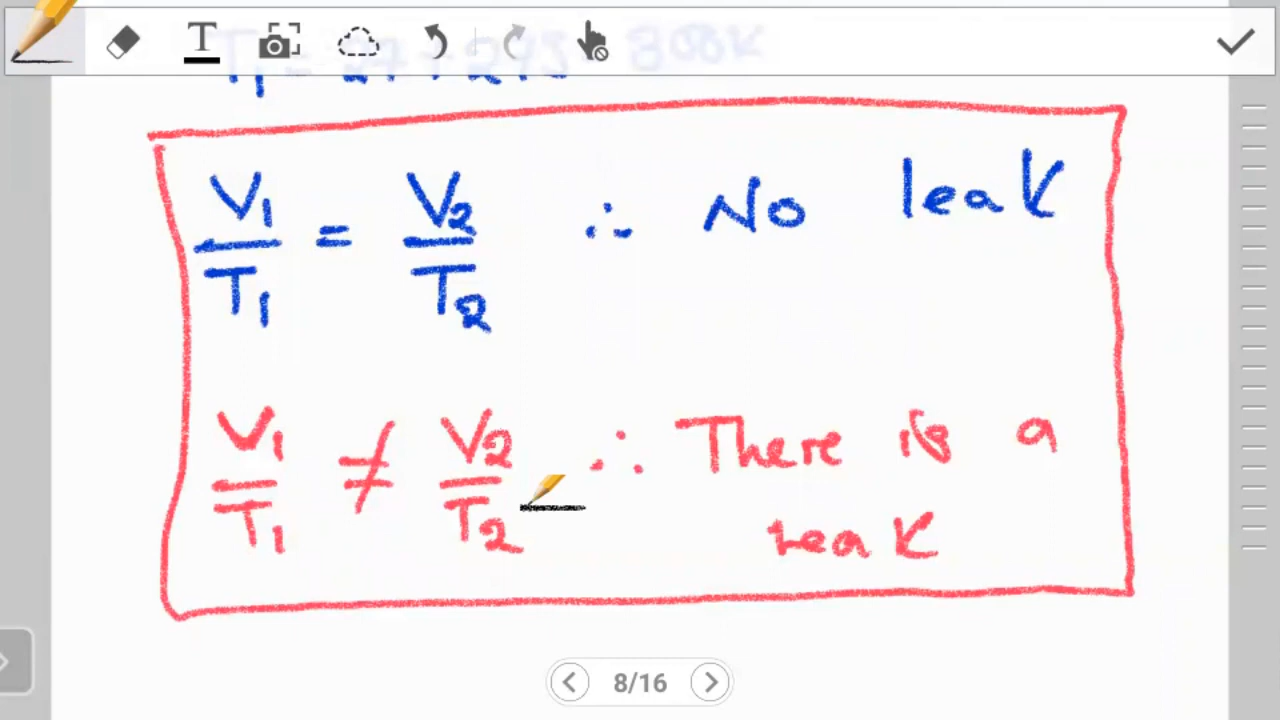 T
V1/T1 = V2/T2 ∴ No leak
V1/T1 ≠ V2/T2 ∴ There is a
leak
8/16